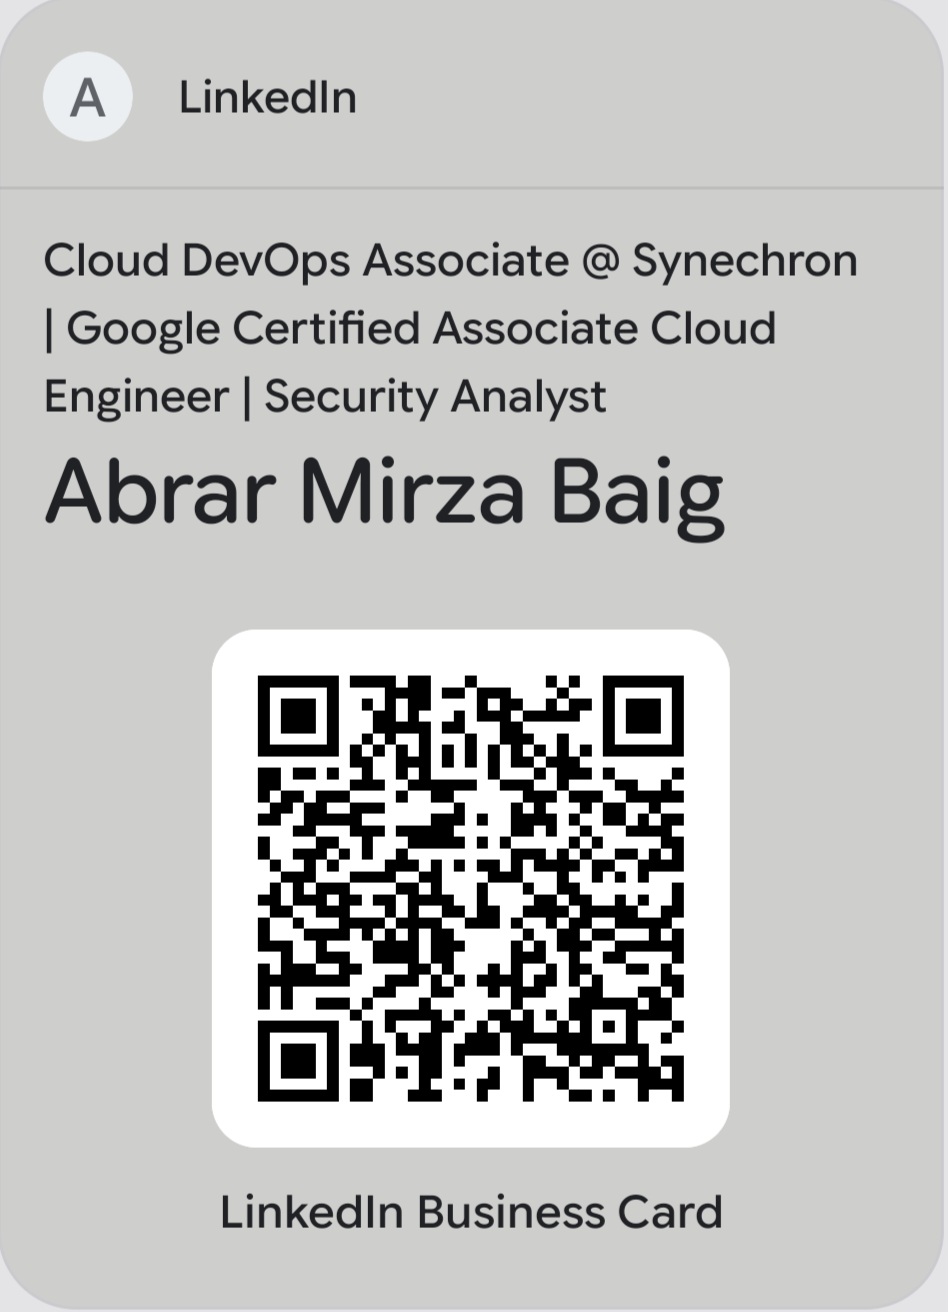 A
LinkedIn
Cloud DevOps Associate @ Synechron
| Google Certified Associate Cloud
Engineer | Security Analyst
Abrar Mirza Baig
LinkedIn Business Card